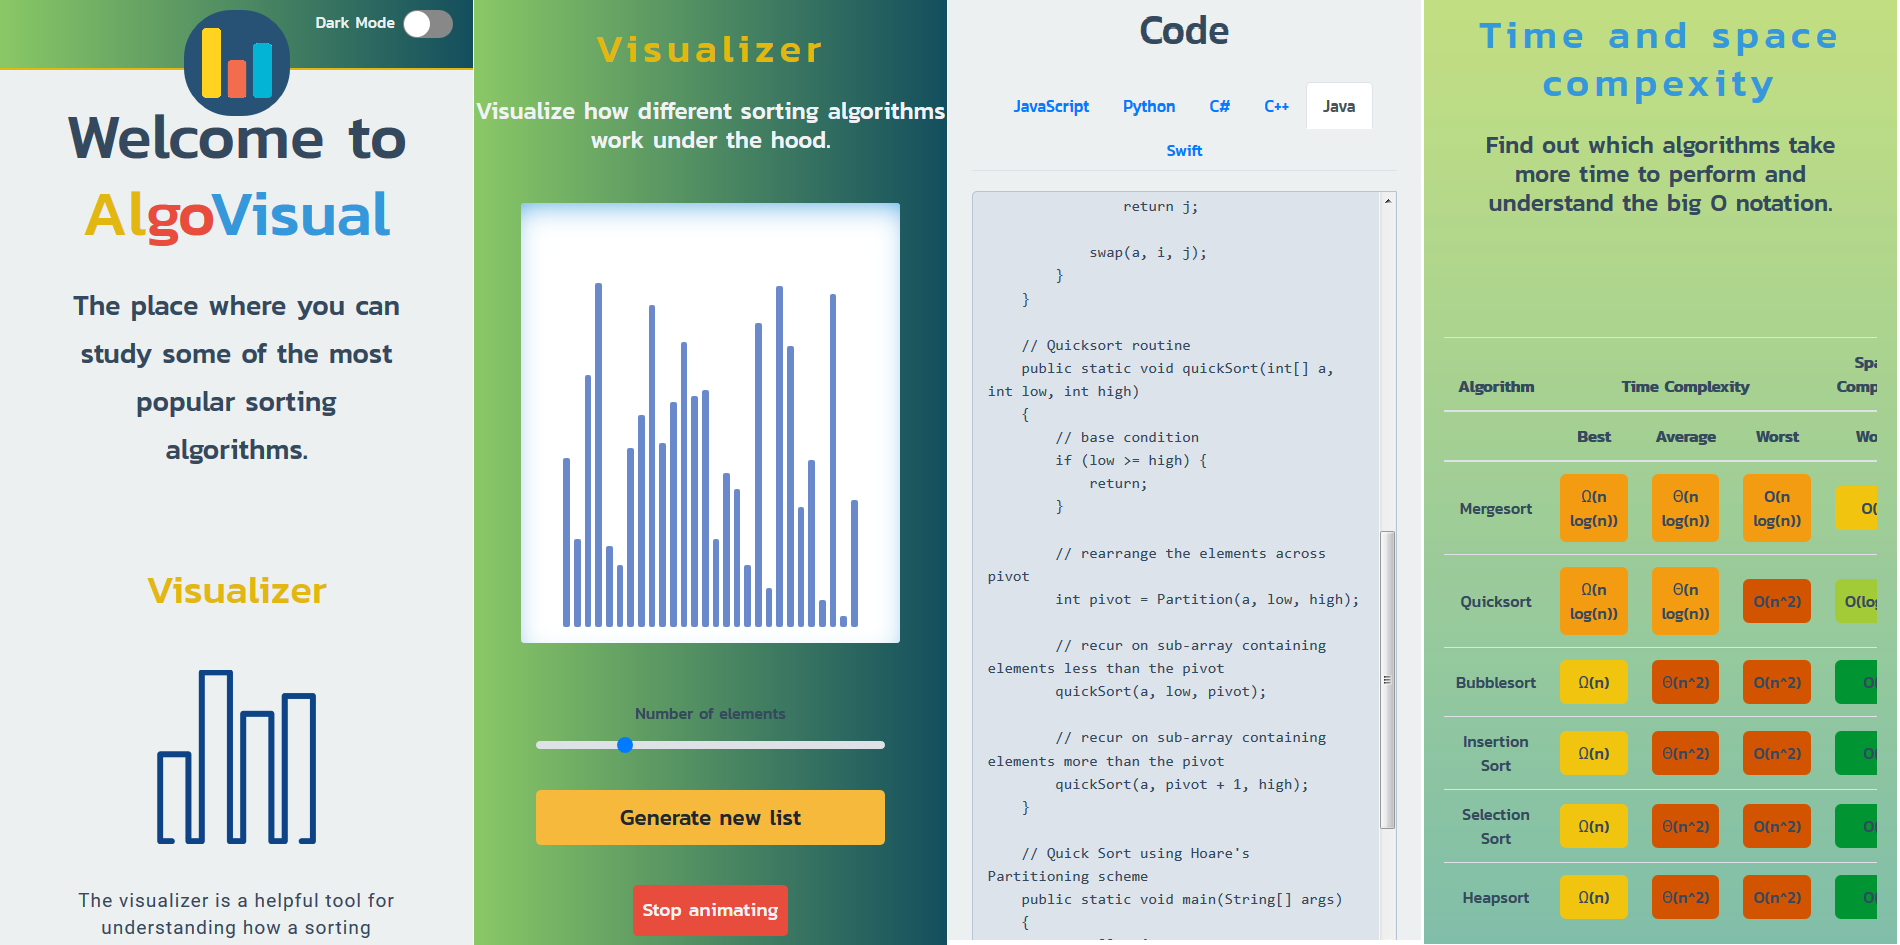 Dark Mode
Welcome to
AlgoVisual
The place where you can
study some of the most
popular sorting
algorithms.
Visualizer
The visualizer is a helpful tool for
understanding how a sorting
Visualizer
Visualize how different sorting algorithms
work under the hood.
Number of elements
Generate new list
Stop animating
Code
JavaScript Python C# C++ Java
Swift
return j;
swap(a, i, j);
}
}
// Quicksort routine
public static void quickSort(int[] a,
int low, int high)
{
// base condition
if (low >= high) {
return;
}
// rearrange the elements across
pivot
int pivot = Partition(a, low, high);
// recur on sub-array containing
elements less than the pivot
quickSort(a, low, pivot);
// recur on sub-array containing
elements more than the pivot
quickSort(a, pivot + 1, high);
}
// Quick Sort using Hoare's
Partitioning scheme
public static void main(String[] args)
{
Time and space
compexity
Find out which algorithms take
more time to perform and
understand the big O notation.
Spa
Algorithm Time Complexity Comp
Best Average Worst Wo
Ω(n Θ(n O(n
Mergesort O(
log(n)) log(n)) log(n))
Ω(n Θ(n
Quicksort O(n^2) O(log
log(n)) log(n))
Bubblesort Ω(n) Θ(n^2) O(n^2) O(
Insertion
Sort Ω(n) Θ(n^2) O(n^2) O(
Selection
Sort Ω(n) Θ(n^2) O(n^2) O(
Heapsort Ω(n) Θ(n^2) O(n^2) O(